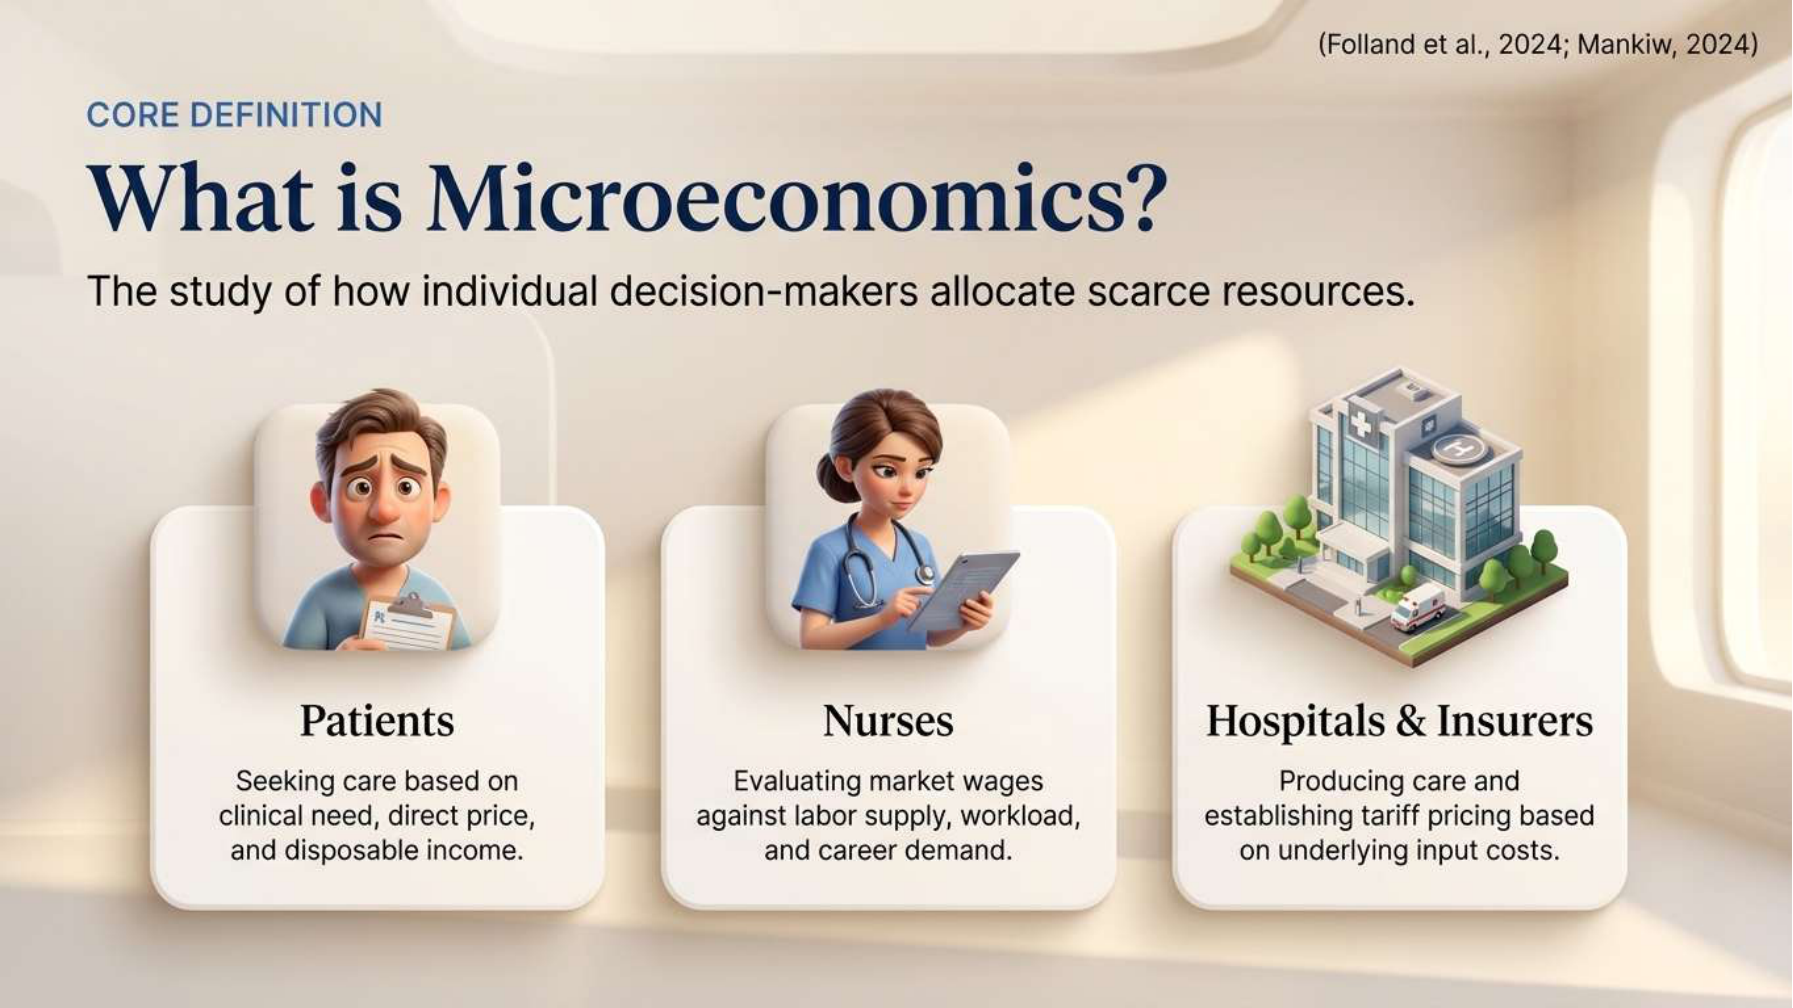 (Folland et al., 2024; Mankiw, 2024)
CORE DEFINITION
What is Microeconomics?
The study of how individual decision-makers allocate scarce resources.
Patients
Seeking care based on
clinical need, direct price,
and disposable income.
Nurses
Evaluating market wages
against labor supply, workload,
and career demand.
Hospitals & Insurers
Producing care and
establishing tariff pricing based
on underlying input costs.